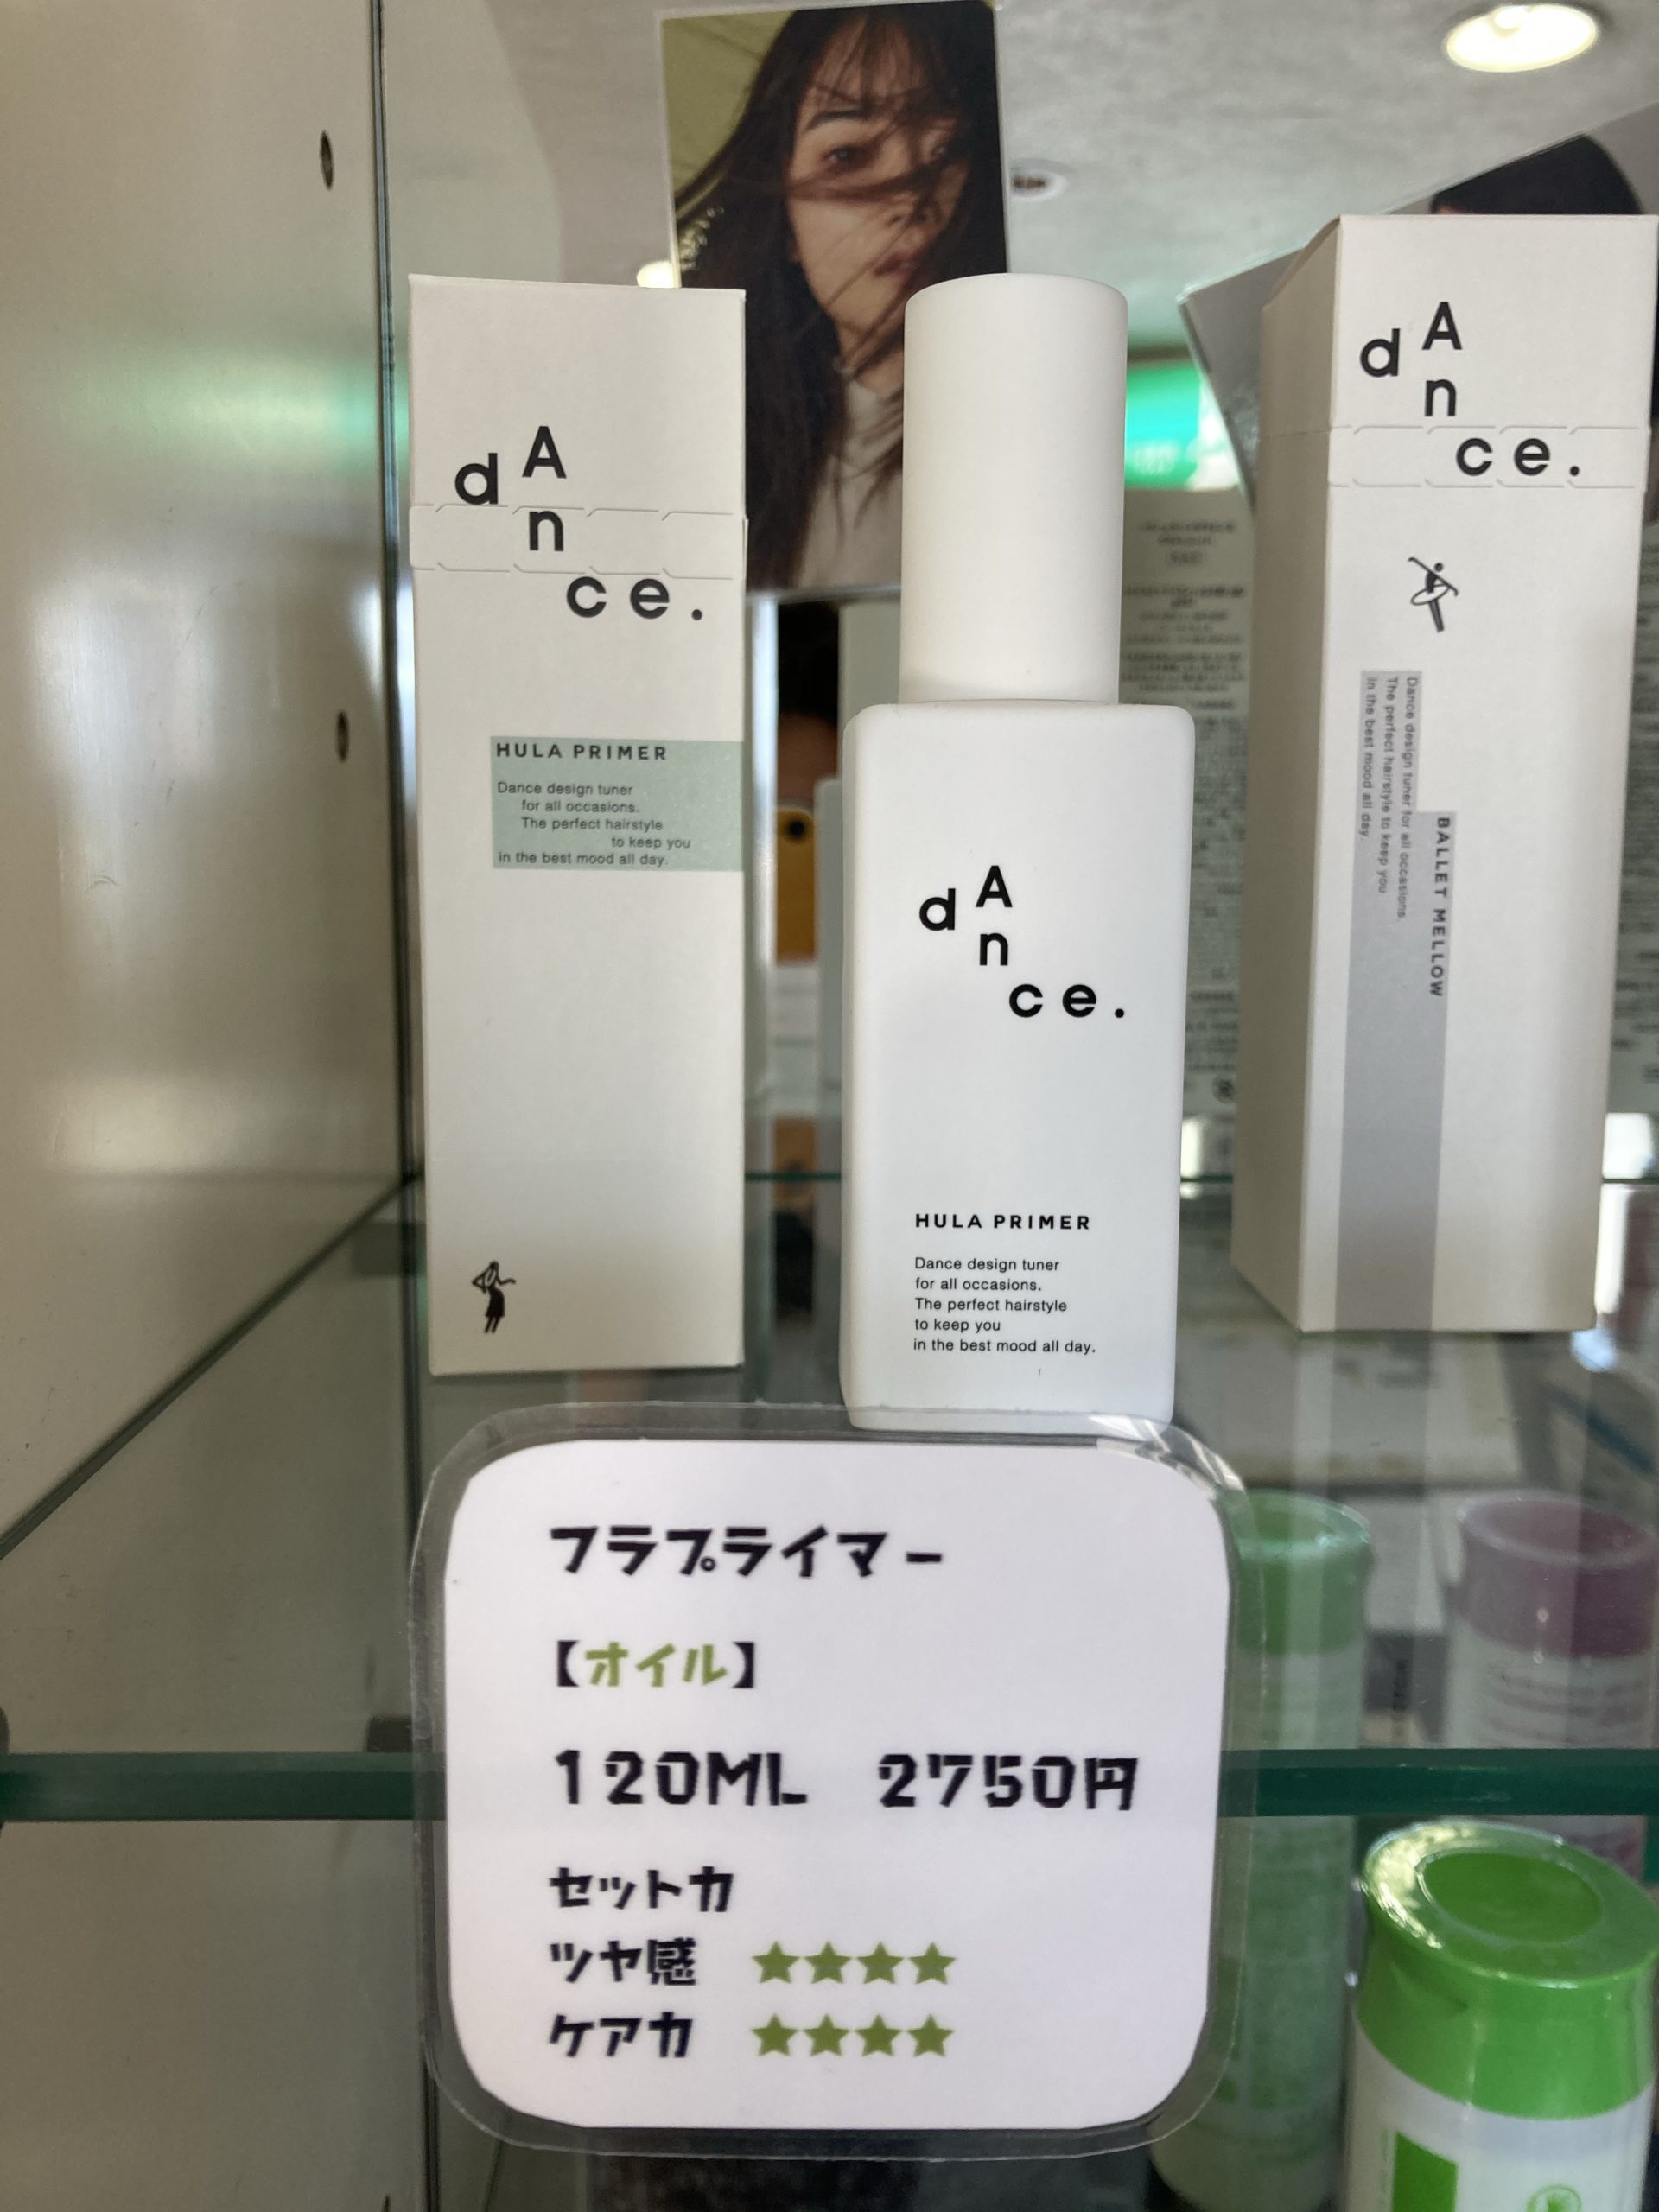 dAnce.
HULA PRIMER
Dance design tuner
for all occasions.
The perfect hairstyle
to keep you
in the best mood all day.
dAnce.
HULA PRIMER
Dance design tuner
for all occasions.
The perfect hairstyle
to keep you
in the best mood all day.
dAnce.
BALLET MELLOW
Dance design tuner for all occasions.
The perfect hairstyle to keep you
in the best mood all day.
フラプライマー
【オイル】
120ML 2750円
セット力
ツヤ感 ★★★★
ケア力 ★★★★